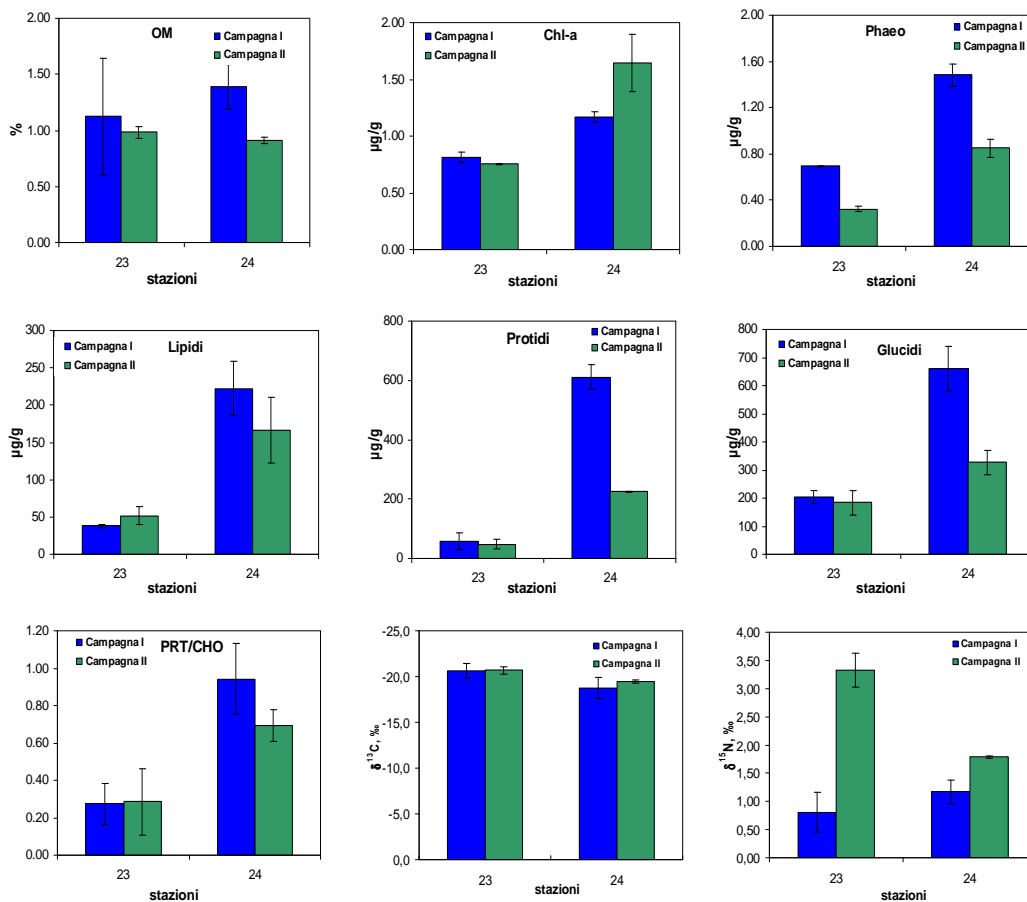 OM
Campagna I
Campagna II
2.00
1.50
1.00
0.50
0.00
%
23
24
stazioni
Chl-a
Campagna I
Campagna II
2.00
1.50
1.00
0.50
0.00
µg/g
23
24
stazioni
Phaeo
Campagna I
Campagna II
2.00
1.60
1.20
0.80
0.40
0.00
µg/g
23
24
stazioni
Lipidi
Campagna I
Campagna II
300
250
200
150
100
50
0
µg/g
23
24
stazioni
Protidi
Campagna I
Campagna II
800
600
400
200
0
µg/g
23
24
stazioni
Glucidi
Campagna I
Campagna II
800
700
600
500
400
300
200
100
0
µg/g
23
24
stazioni
PRT/CHO
Campagna I
Campagna II
1.20
1.00
0.80
0.60
0.40
0.20
0.00
23
24
stazioni
Campagna I
Campagna II
-25,0
-20,0
-15,0
-10,0
-5,0
0,0
δ¹³C, ‰
23
24
stazioni
Campagna I
Campagna II
4,00
3,50
3,00
2,50
2,00
1,50
1,00
0,50
0,00
δ¹⁵N, ‰
23
24
stazioni